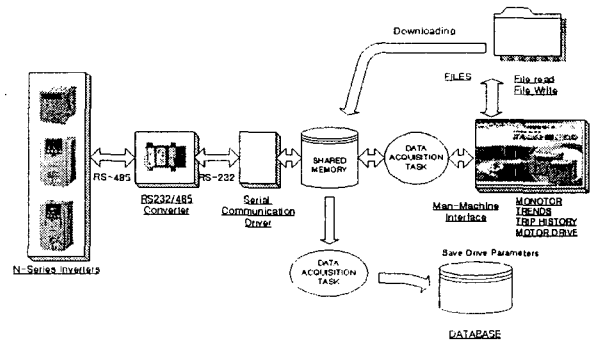 Downloading
FILES
File read
File Write
RS-485
RS-232
SHARED
MEMORY
DATA
ACQUISITION
TASK
N-Series Inverters
RS232/485
Converter
Serial
Communication
Driver
Man-Machine
Interface
MONOTOR
TRENDS
TRIP HISTORY
MOTOR DRIVE
DATA
ACQUISITION
TASK
Save Drive Parameters
DATABASE